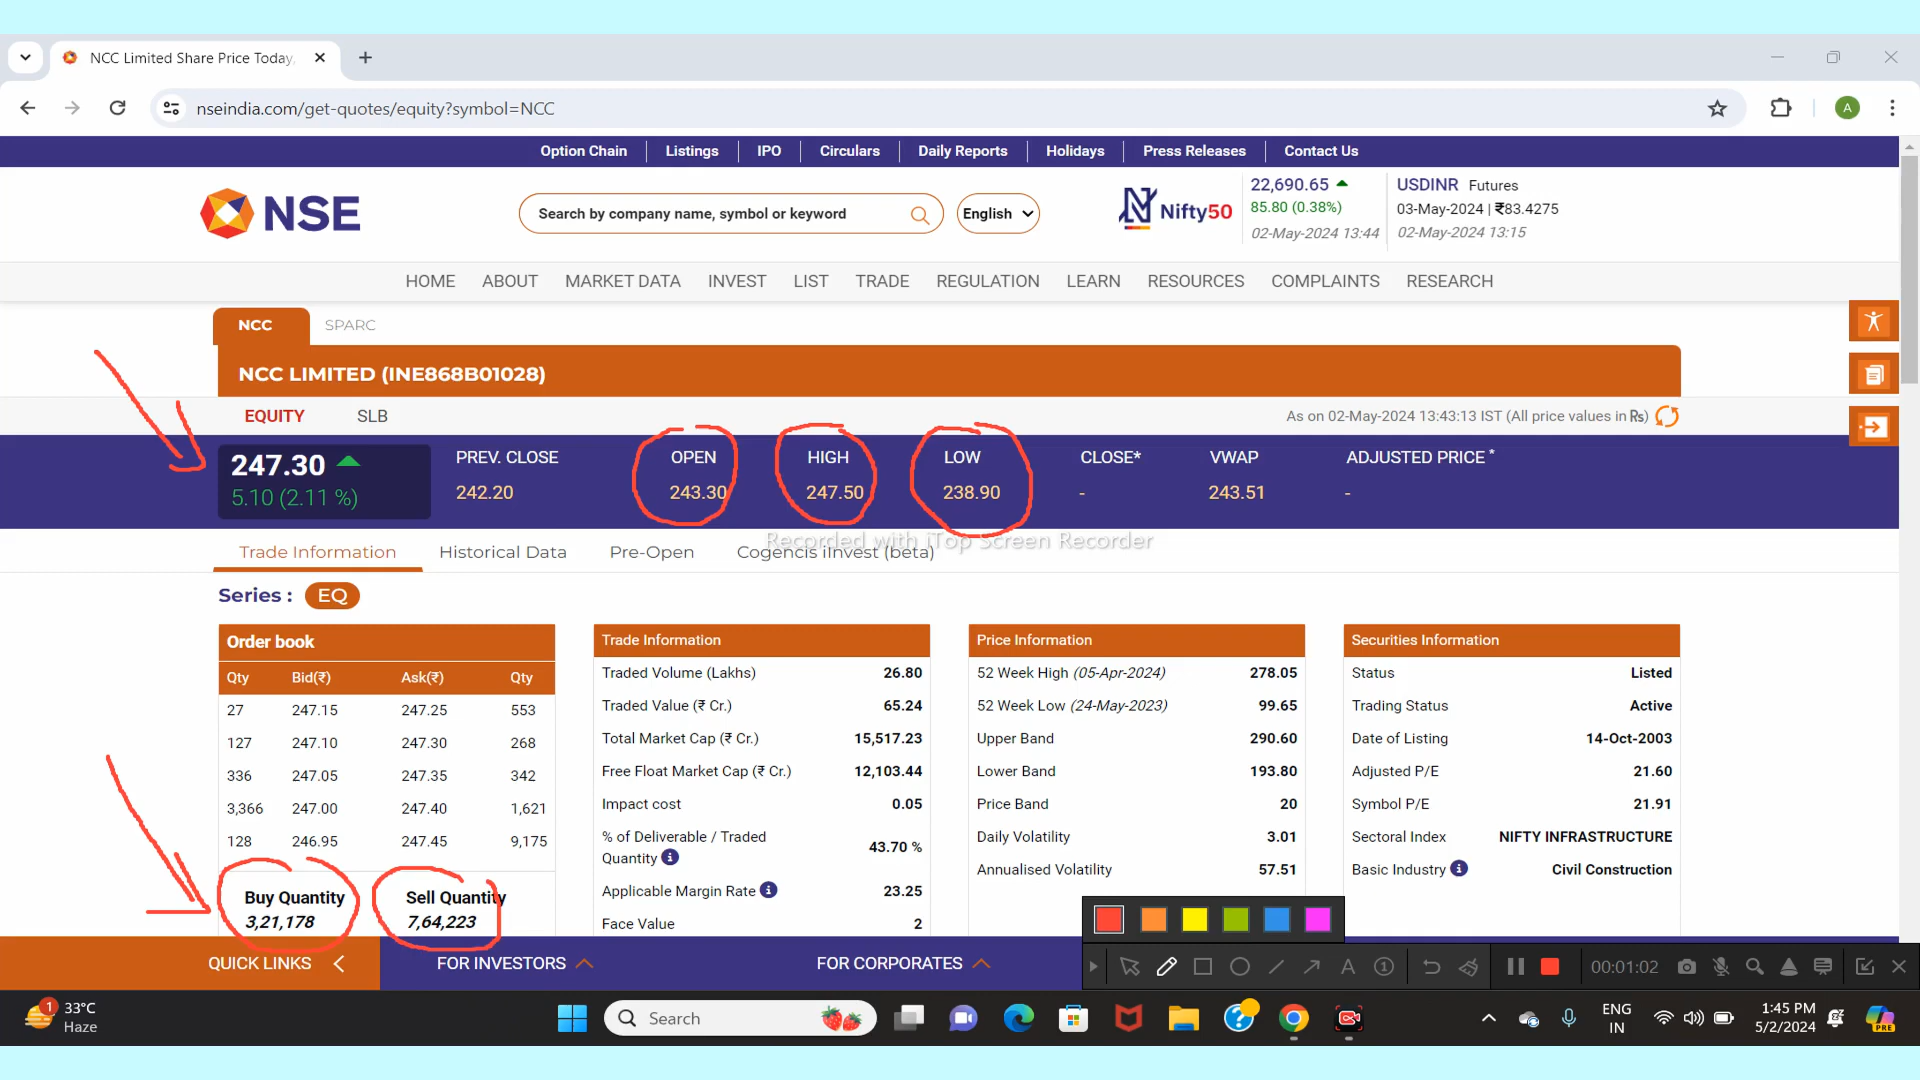 NCC Limited Share Price Today,
nseindia.com/get-quotes/equity?symbol=NCC
A
Option Chain Listings IPO Circulars Daily Reports Holidays Press Releases Contact Us
NSE
Search by company name, symbol or keyword
English
Nifty50
22,690.65
85.80 (0.38%)
02-May-2024 13:44
USDINR Futures
03-May-2024 | ₹83.4275
02-May-2024 13:15
HOME ABOUT MARKET DATA INVEST LIST TRADE REGULATION LEARN RESOURCES COMPLAINTS RESEARCH
NCC SPARC
NCC LIMITED (INE868B01028)
EQUITY SLB
As on 02-May-2024 13:43:13 IST (All price values in ₨)
247.30
5.10 (2.11 %)
PREV. CLOSE OPEN HIGH LOW CLOSE* VWAP ADJUSTED PRICE *
242.20 243.30 247.50 238.90 - 243.51 -
Recorded with iTop Screen Recorder
Trade Information Historical Data Pre-Open Cogencis iInvest (beta)
Series : EQ
Order book
Qty Bid(₹) Ask(₹) Qty
27 247.15 247.25 553
127 247.10 247.30 268
336 247.05 247.35 342
3,366 247.00 247.40 1,621
128 246.95 247.45 9,175
Buy Quantity Sell Quantity
3,21,178 7,64,223
Trade Information
Traded Volume (Lakhs) 26.80
Traded Value (₹ Cr.) 65.24
Total Market Cap (₹ Cr.) 15,517.23
Free Float Market Cap (₹ Cr.) 12,103.44
Impact cost 0.05
% of Deliverable / Traded
Quantity 43.70 %
Applicable Margin Rate 23.25
Face Value 2
Price Information
52 Week High (05-Apr-2024) 278.05
52 Week Low (24-May-2023) 99.65
Upper Band 290.60
Lower Band 193.80
Price Band 20
Daily Volatility 3.01
Annualised Volatility 57.51
Securities Information
Status Listed
Trading Status Active
Date of Listing 14-Oct-2003
Adjusted P/E 21.60
Symbol P/E 21.91
Sectoral Index NIFTY INFRASTRUCTURE
Basic Industry Civil Construction
QUICK LINKS FOR INVESTORS FOR CORPORATES
A 1 00:01:02
1 33°C
Haze
Search
PRE
ENG
IN
1:45 PM
5/2/2024